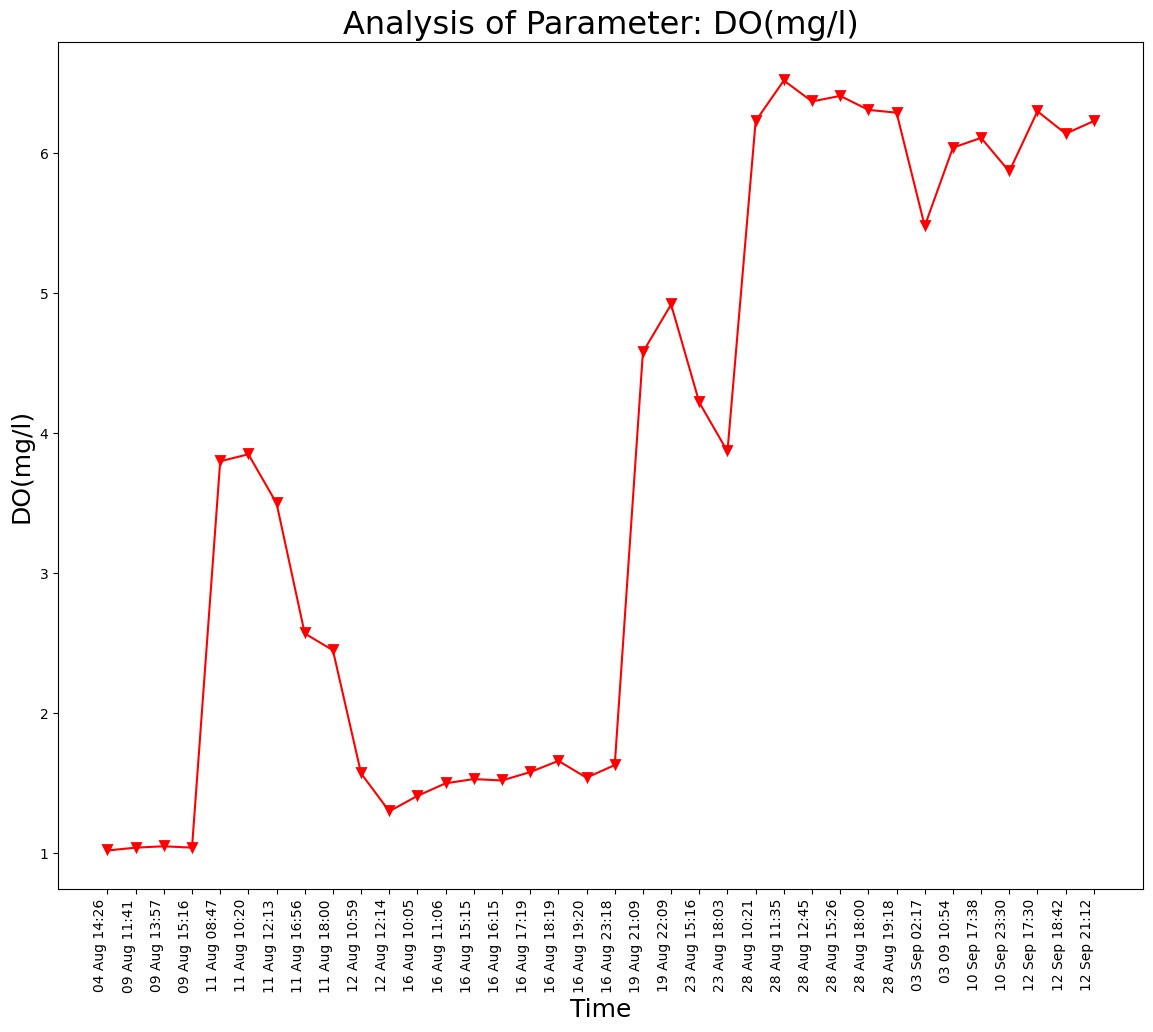 Analysis of Parameter: DO(mg/l)
DO(mg/l)
6
5
4
3
2
1
04 Aug 14:26
09 Aug 11:41
09 Aug 13:57
09 Aug 15:16
11 Aug 08:47
11 Aug 10:20
11 Aug 12:13
11 Aug 16:56
11 Aug 18:00
12 Aug 10:59
12 Aug 12:14
16 Aug 10:05
16 Aug 11:06
16 Aug 15:15
16 Aug 16:15
16 Aug 17:19
16 Aug 18:19
16 Aug 19:20
16 Aug 23:18
19 Aug 21:09
19 Aug 22:09
23 Aug 15:16
23 Aug 18:03
28 Aug 10:21
28 Aug 11:35
28 Aug 12:45
28 Aug 15:26
28 Aug 18:00
28 Aug 19:18
03 Sep 02:17
03 09 10:54
10 Sep 17:38
10 Sep 23:30
12 Sep 17:30
12 Sep 18:42
12 Sep 21:12
Time